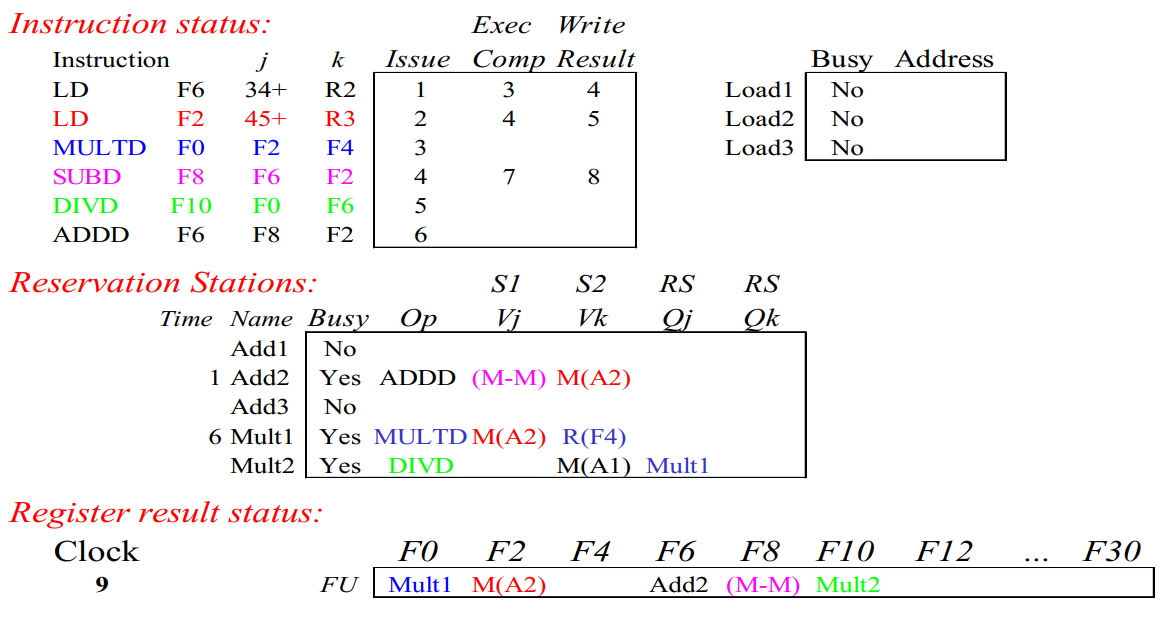 Instruction status: Exec Write
Instruction j k Issue Comp Result Busy Address
LD F6 34+ R2 1 3 4 Load1 No
LD F2 45+ R3 2 4 5 Load2 No
MULTD F0 F2 F4 3 Load3 No
SUBD F8 F6 F2 4 7 8
DIVD F10 F0 F6 5
ADDD F6 F8 F2 6
Reservation Stations: S1 S2 RS RS
Time Name Busy Op Vj Vk Qj Qk
Add1 No
1 Add2 Yes ADDD (M-M) M(A2)
Add3 No
6 Mult1 Yes MULTD M(A2) R(F4)
Mult2 Yes DIVD M(A1) Mult1
Register result status:
Clock F0 F2 F4 F6 F8 F10 F12 ... F30
9 FU Mult1 M(A2) Add2 (M-M) Mult2